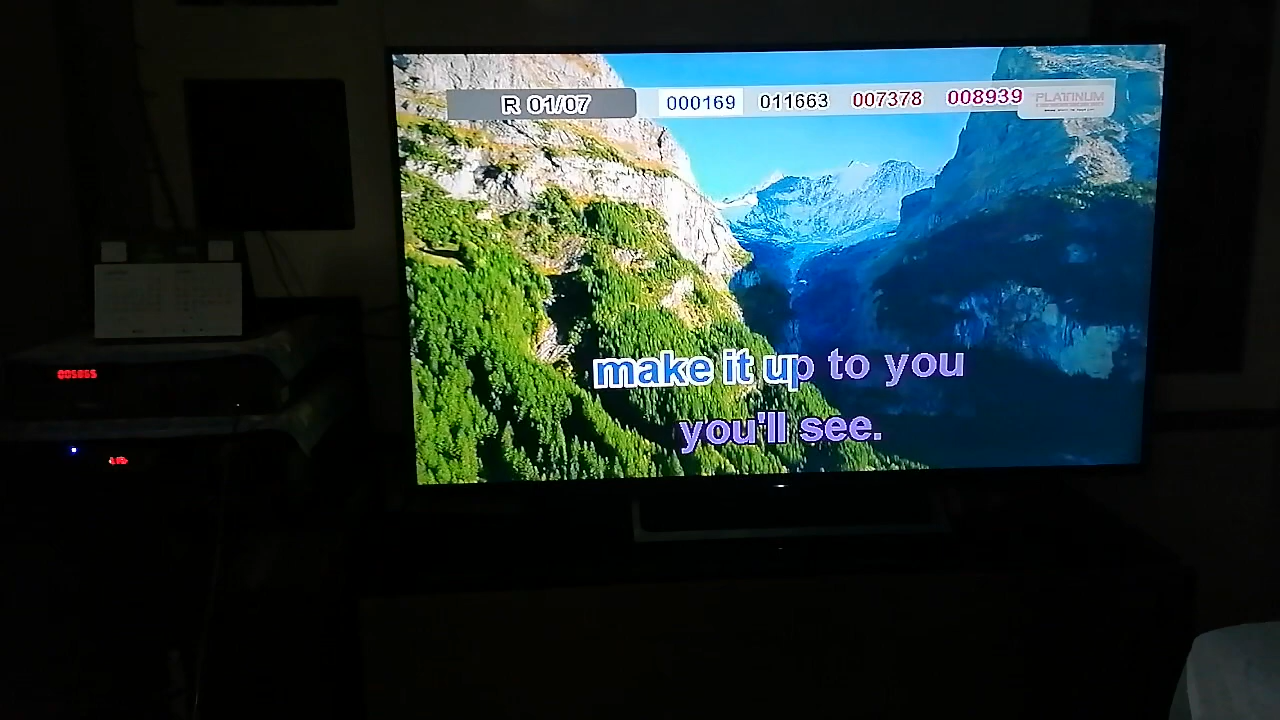 R 01/07 000169 011663 007378 008939 PLATINUM
make it up to you
you'll see.
005865